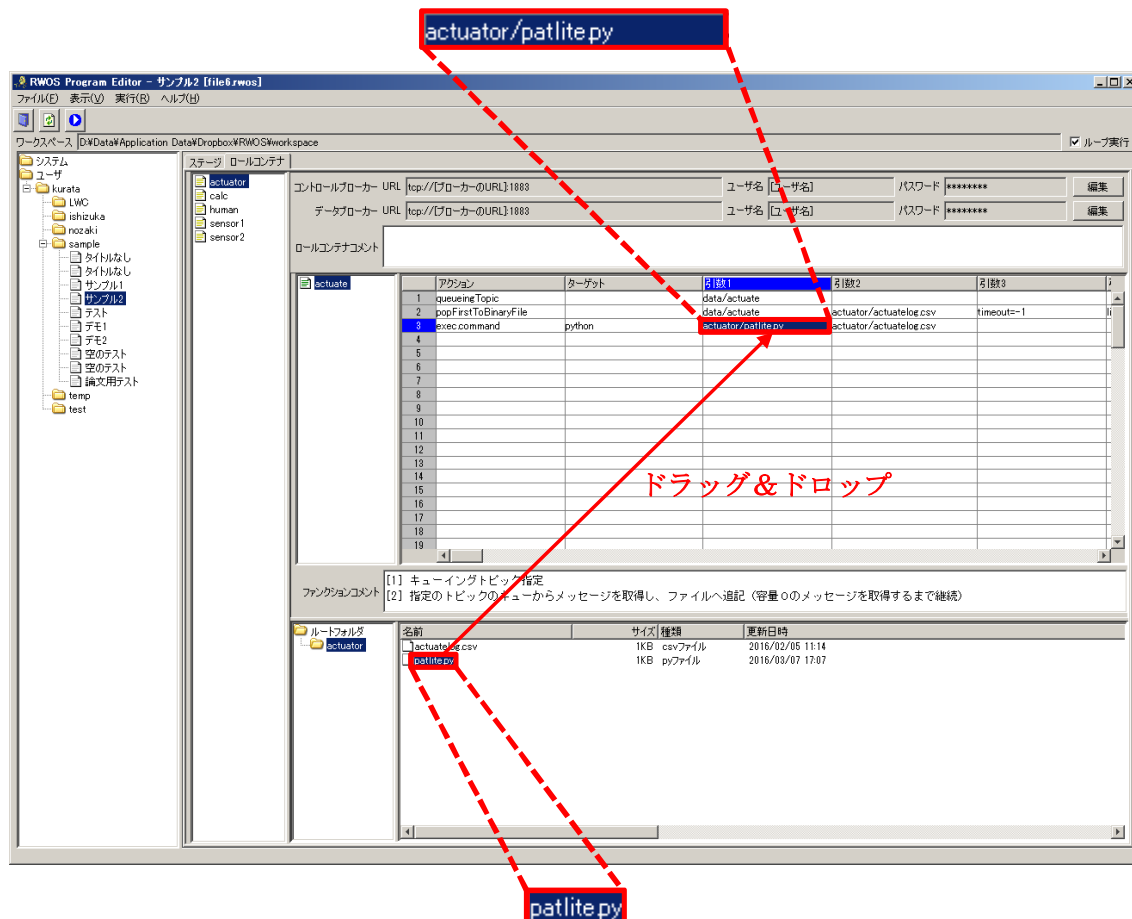 actuator/patlite.py
RWOS Program Editor - サンプル2 [file6.rwos]
ファイル(F) 表示(V) 実行(R) ヘルプ(H)
ワークスペース D:¥Data¥Application Data¥Dropbox¥RWOS¥workspace ループ実行
システム
ユーザ
kurata
LWC
ishizuka
nozaki
sample
タイトルなし
タイトルなし
サンプル1
サンプル2
テスト
デモ1
デモ2
空のテスト
空のテスト
論文用テスト
temp
test
ステージ ロールコンテナ
actuator
calc
human
sensor1
sensor2
コントロールブローカー URL tcp://[ブローカーのURL]:1883 ユーザ名 [ユーザ名] パスワード ******** 編集
データブローカー URL tcp://[ブローカーのURL]:1883 ユーザ名 [ユーザ名] パスワード ******** 編集
ロールコンテナコメント
actuate
アクション ターゲット 引数1 引数2 引数3
1 queueingTopic data/actuate
2 popFirstToBinaryFile data/actuate actuator/actuatelog.csv timeout=-1
3 exec.command python actuator/patlite.py actuator/actuatelog.csv
4
5
6
7
8
9
10
11
12
13
14
15
16
17
18
19
ドラッグ&ドロップ
ファンクションコメント
[1] キューイングトピック指定
[2] 指定のトピックのキューからメッセージを取得し、ファイルへ追記(容量0のメッセージを取得するまで継続)
ルートフォルダ
actuator
名前 サイズ 種類 更新日時
actuatelog.csv 1KB csvファイル 2016/02/05 11:14
patlite.py 1KB pyファイル 2016/03/07 17:07
patlite.py